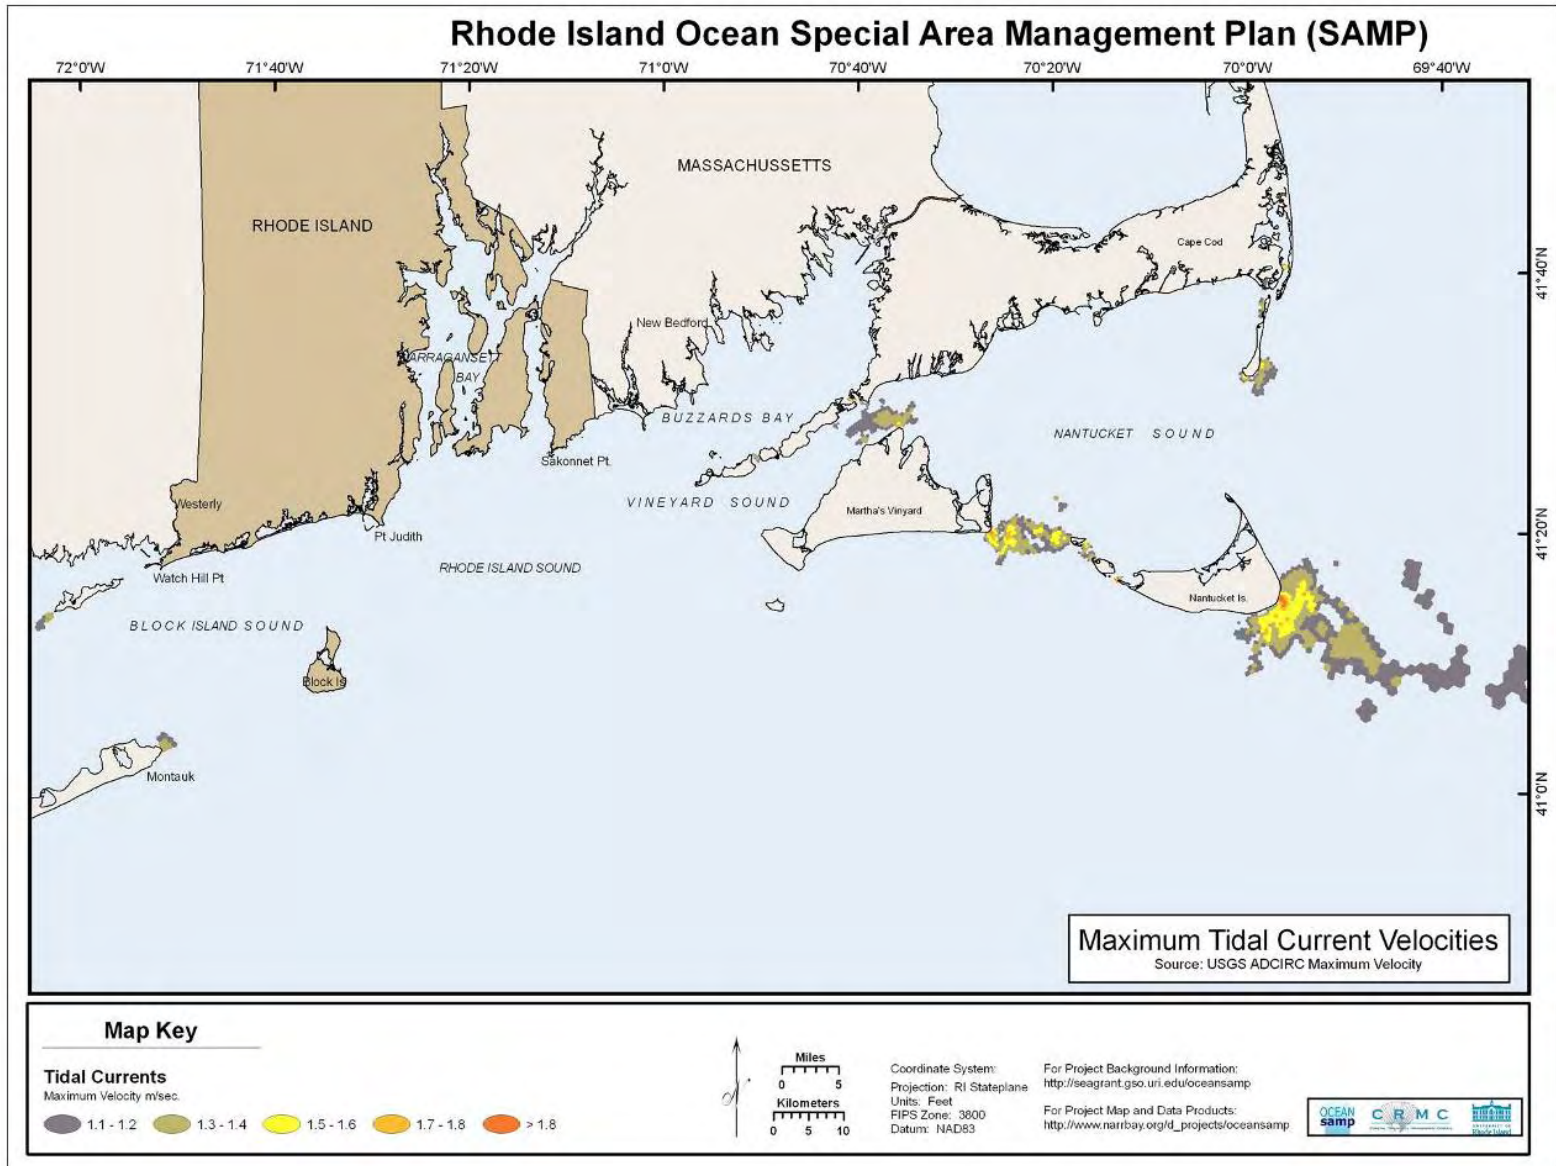 Rhode Island Ocean Special Area Management Plan (SAMP)
72°0'W 71°40'W 71°20'W 71°0'W 70°40'W 70°20'W 70°0'W 69°40'W
MASSACHUSSETTS
RHODE ISLAND
Cape Cod
41°40'N
New Bedford
ARRAGANSETT
BAY
BUZZARDS BAY
NANTUCKET SOUND
Sakonnet Pt.
Westerly
VINEYARD SOUND
Martha's Vinyard
Pt Judith
41°20'N
RHODE ISLAND SOUND
Watch Hill Pt
Nantucket Is.
BLOCK ISLAND SOUND
Block Is
Montauk
41°0'N
Maximum Tidal Current Velocities
Source: USGS ADCIRC Maximum Velocity
Map Key
Tidal Currents
Maximum Velocity m/sec.
1.1 - 1.2 1.3 - 1.4 1.5 - 1.6 1.7 - 1.8 > 1.8
N
Miles
0 5
Kilometers
0 5 10
Coordinate System:
Projection: RI Stateplane
Units: Feet
FIPS Zone: 3800
Datum: NAD83
For Project Background Information:
http://seagrant.gso.uri.edu/oceansamp
For Project Map and Data Products:
http://www.narrbay.org/d_projects/oceansamp
OCEAN
samp
CRMC
Rhode Island